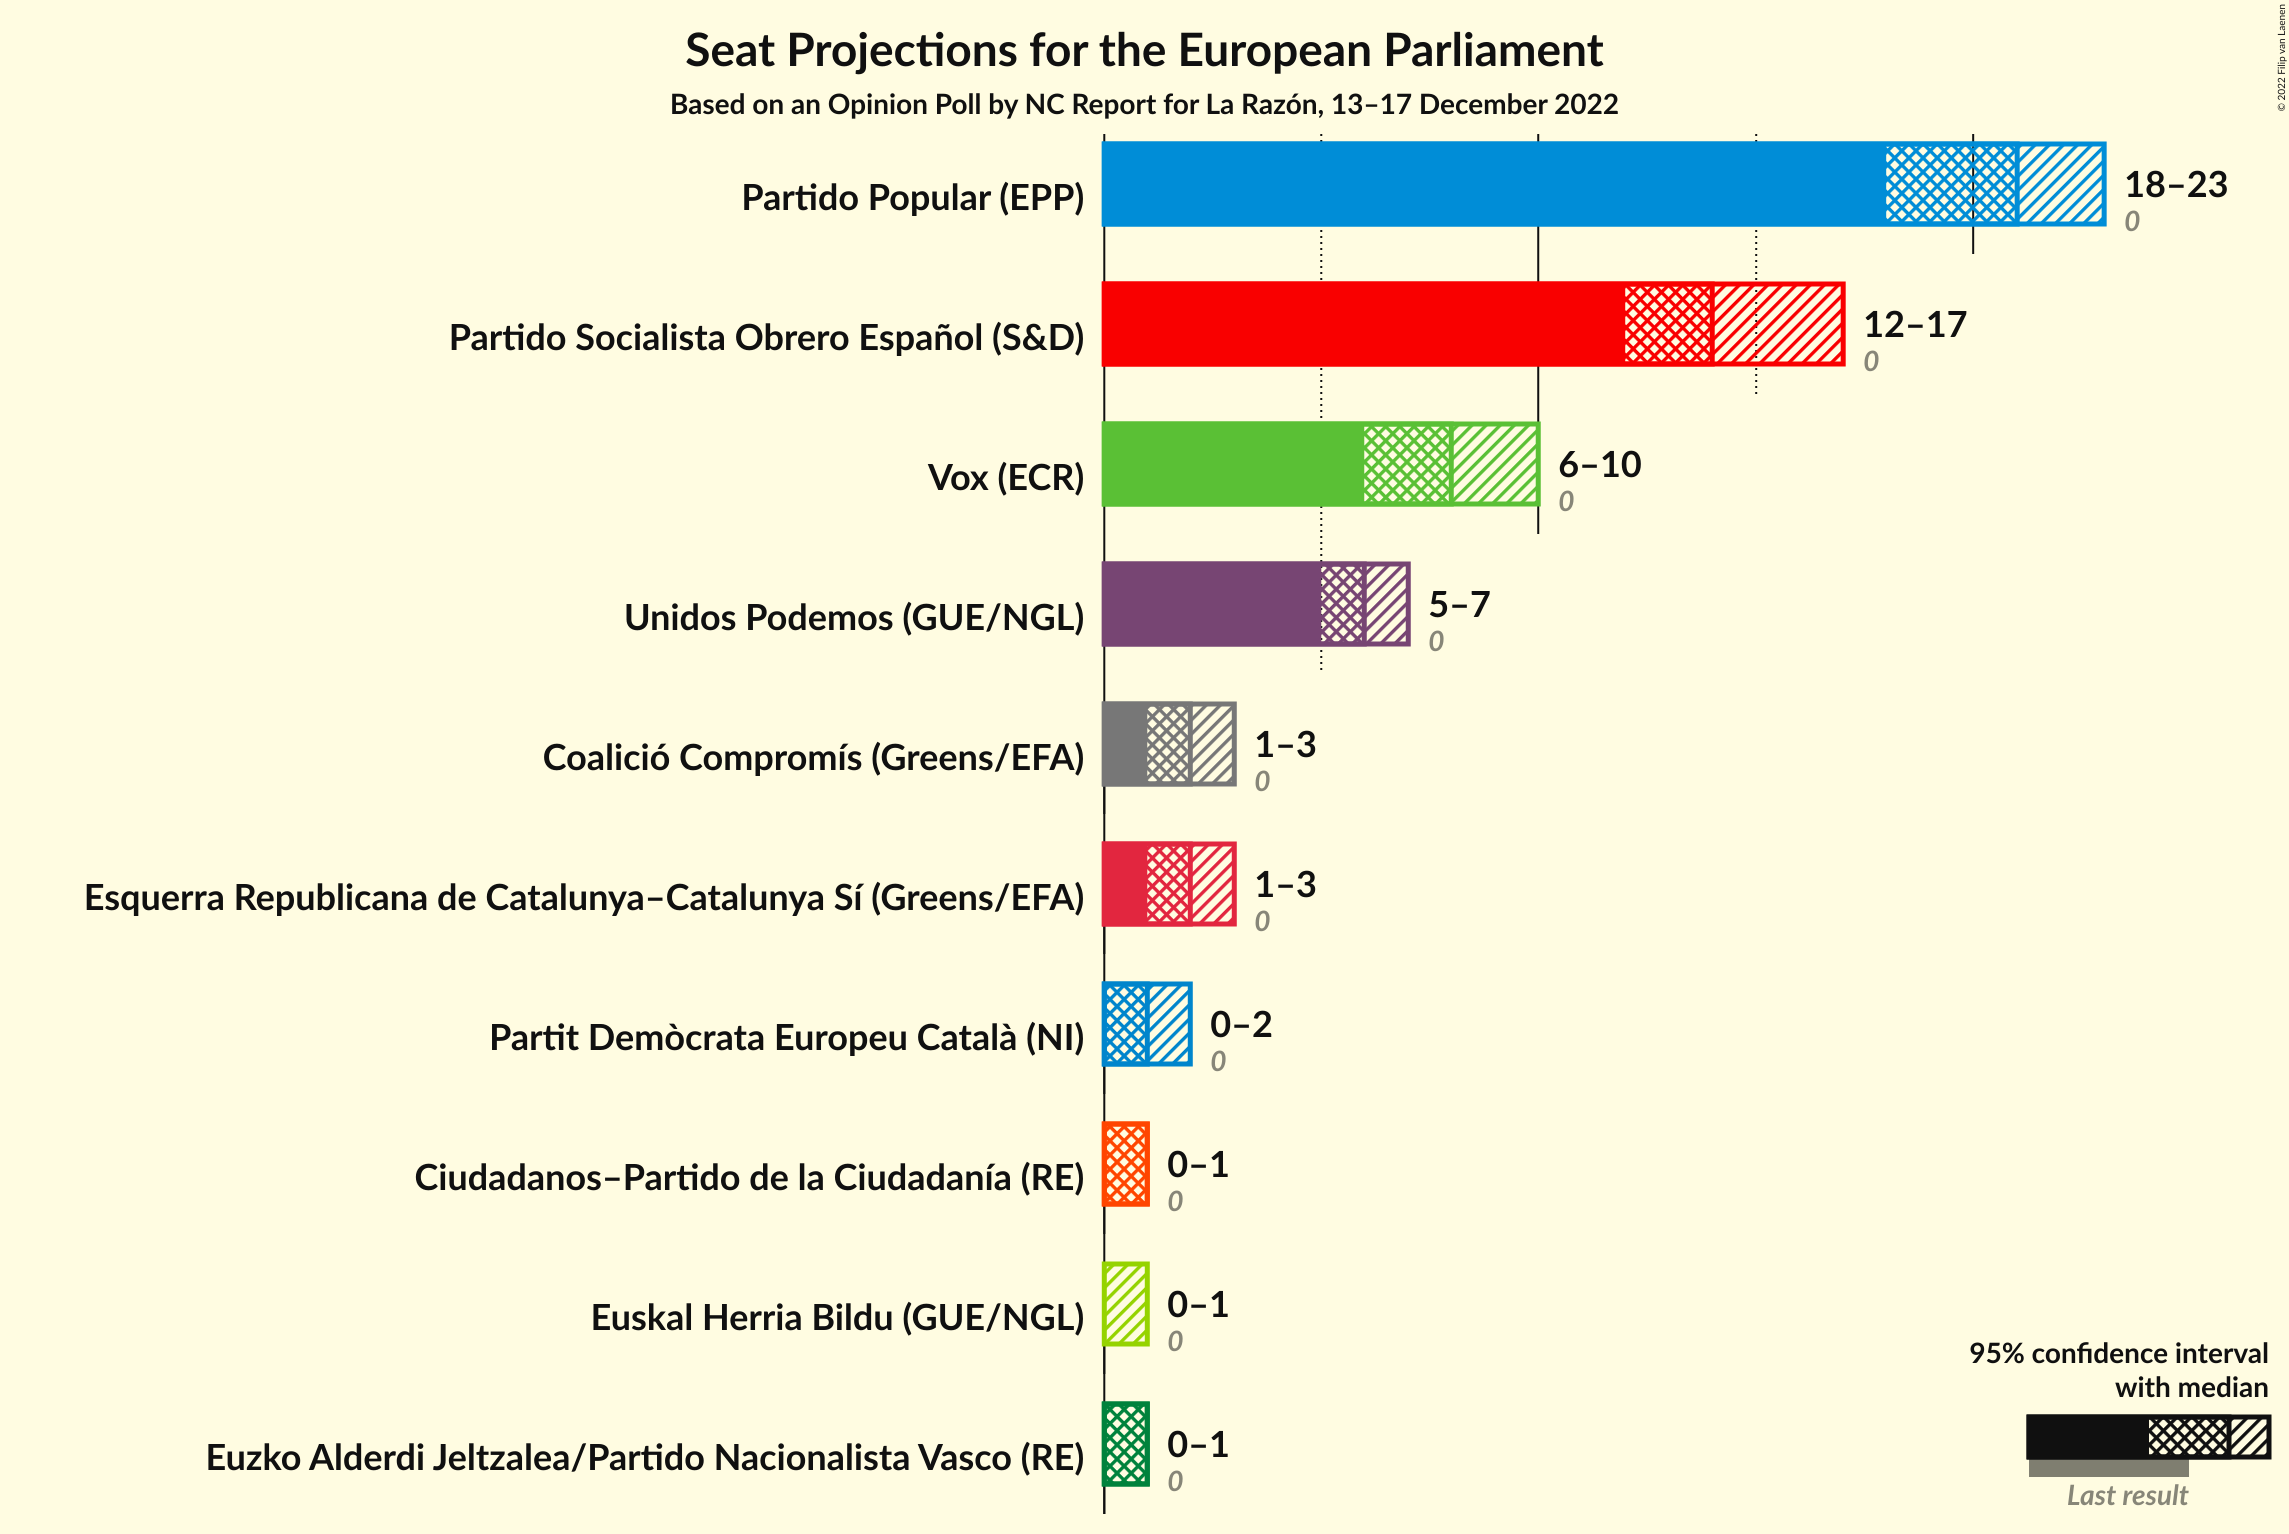 Seat Projections for the European Parliament
Based on an Opinion Poll by NC Report for La Razón, 13–17 December 2022
© 2022 Filip van Laenen
Partido Popular (EPP)
18–23
0
Partido Socialista Obrero Español (S&D)
12–17
0
Vox (ECR)
6–10
0
Unidos Podemos (GUE/NGL)
5–7
0
Coalició Compromís (Greens/EFA)
1–3
0
Esquerra Republicana de Catalunya–Catalunya Sí (Greens/EFA)
1–3
0
Partit Demòcrata Europeu Català (NI)
0–2
0
Ciudadanos–Partido de la Ciudadanía (RE)
0–1
0
Euskal Herria Bildu (GUE/NGL)
0–1
0
Euzko Alderdi Jeltzalea/Partido Nacionalista Vasco (RE)
0–1
0
95% confidence interval
with median
Last result